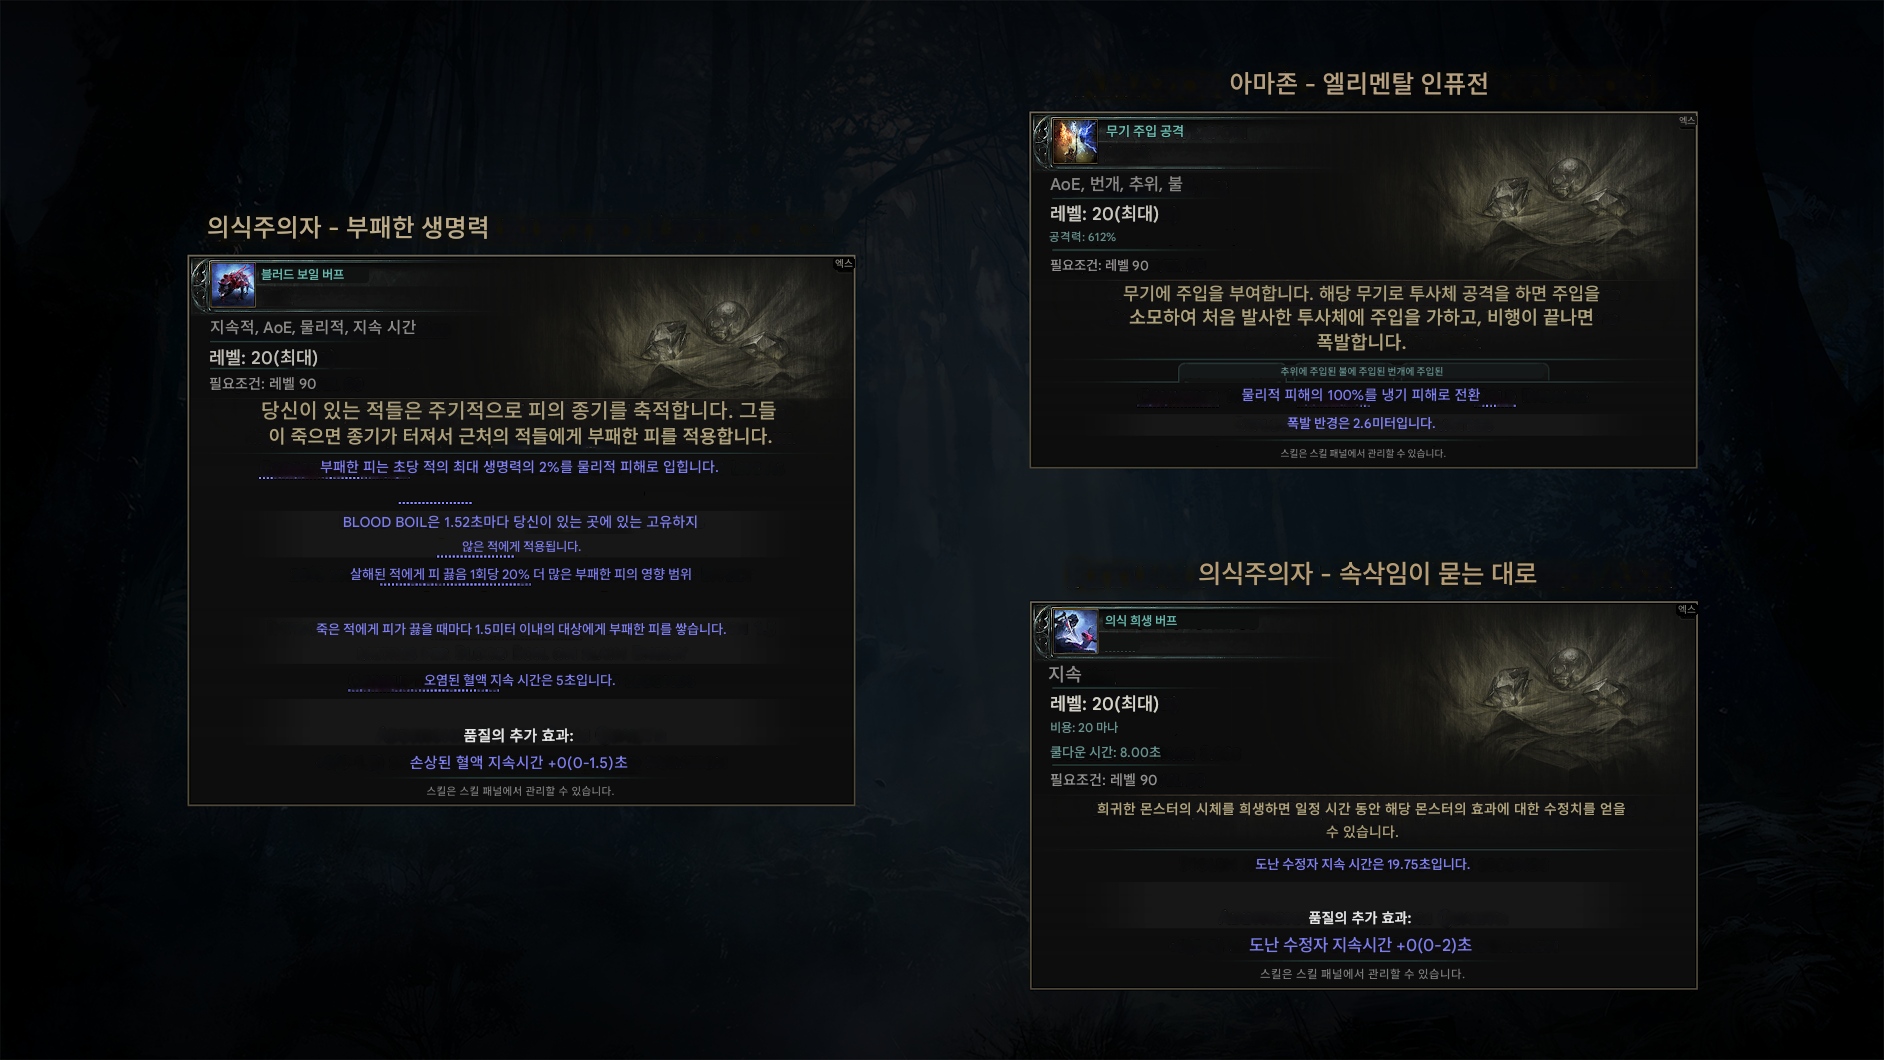 의식주의자 - 부패한 생명력
블러드 보일 버프
엑스
지속적, AoE, 물리적, 지속 시간
레벨: 20(최대)
필요조건: 레벨 90
당신이 있는 적들은 주기적으로 피의 종기를 축적합니다. 그들
이 죽으면 종기가 터져서 근처의 적들에게 부패한 피를 적용합니다.
부패한 피는 초당 적의 최대 생명력의 2%를 물리적 피해로 입힙니다.
BLOOD BOIL은 1.52초마다 당신이 있는 곳에 있는 고유하지
않은 적에게 적용됩니다.
살해된 적에게 피 끓음 1회당 20% 더 많은 부패한 피의 영향 범위
죽은 적에게 피가 끓을 때마다 1.5미터 이내의 대상에게 부패한 피를 쌓습니다.
오염된 혈액 지속 시간은 5초입니다.
품질의 추가 효과:
손상된 혈액 지속시간 +0(0-1.5)초
스킬은 스킬 패널에서 관리할 수 있습니다.
아마존 - 엘리멘탈 인퓨전
무기 주입 공격
엑스
AoE, 번개, 추위, 불
레벨: 20(최대)
공격력: 612%
필요조건: 레벨 90
무기에 주입을 부여합니다. 해당 무기로 투사체 공격을 하면 주입을
소모하여 처음 발사한 투사체에 주입을 가하고, 비행이 끝나면
폭발합니다.
추위에 주입된 불에 주입된 번개에 주입된
물리적 피해의 100%를 냉기 피해로 전환
폭발 반경은 2.6미터입니다.
스킬은 스킬 패널에서 관리할 수 있습니다.
의식주의자 - 속삭임이 묻는 대로
의식 희생 버프
엑스
지속
레벨: 20(최대)
비용: 20 마나
쿨다운 시간: 8.00초
필요조건: 레벨 90
희귀한 몬스터의 시체를 희생하면 일정 시간 동안 해당 몬스터의 효과에 대한 수정치를 얻을
수 있습니다.
도난 수정자 지속 시간은 19.75초입니다.
품질의 추가 효과:
도난 수정자 지속시간 +0(0-2)초
스킬은 스킬 패널에서 관리할 수 있습니다.